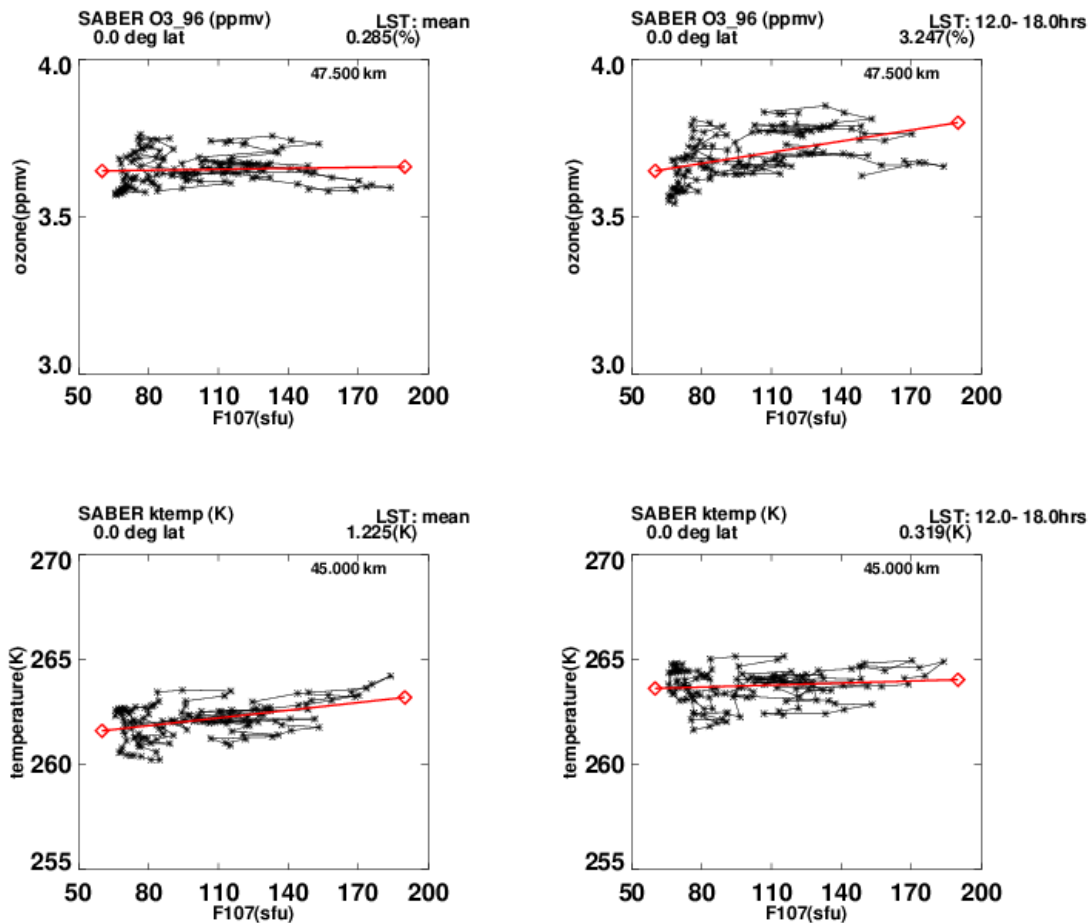 SABER O3_96 (ppmv) LST: mean
0.0 deg lat 0.285(%)
47.500 km
4.0
3.5
3.0
ozone(ppmv)
50 80 110 140 170 200
F107(sfu)
SABER O3_96 (ppmv) LST: 12.0- 18.0hrs
0.0 deg lat 3.247(%)
47.500 km
4.0
3.5
3.0
ozone(ppmv)
50 80 110 140 170 200
F107(sfu)
SABER ktemp (K) LST: mean
0.0 deg lat 1.225(K)
45.000 km
270
265
260
255
temperature(K)
50 80 110 140 170 200
F107(sfu)
SABER ktemp (K) LST: 12.0- 18.0hrs
0.0 deg lat 0.319(K)
45.000 km
270
265
260
255
temperature(K)
50 80 110 140 170 200
F107(sfu)